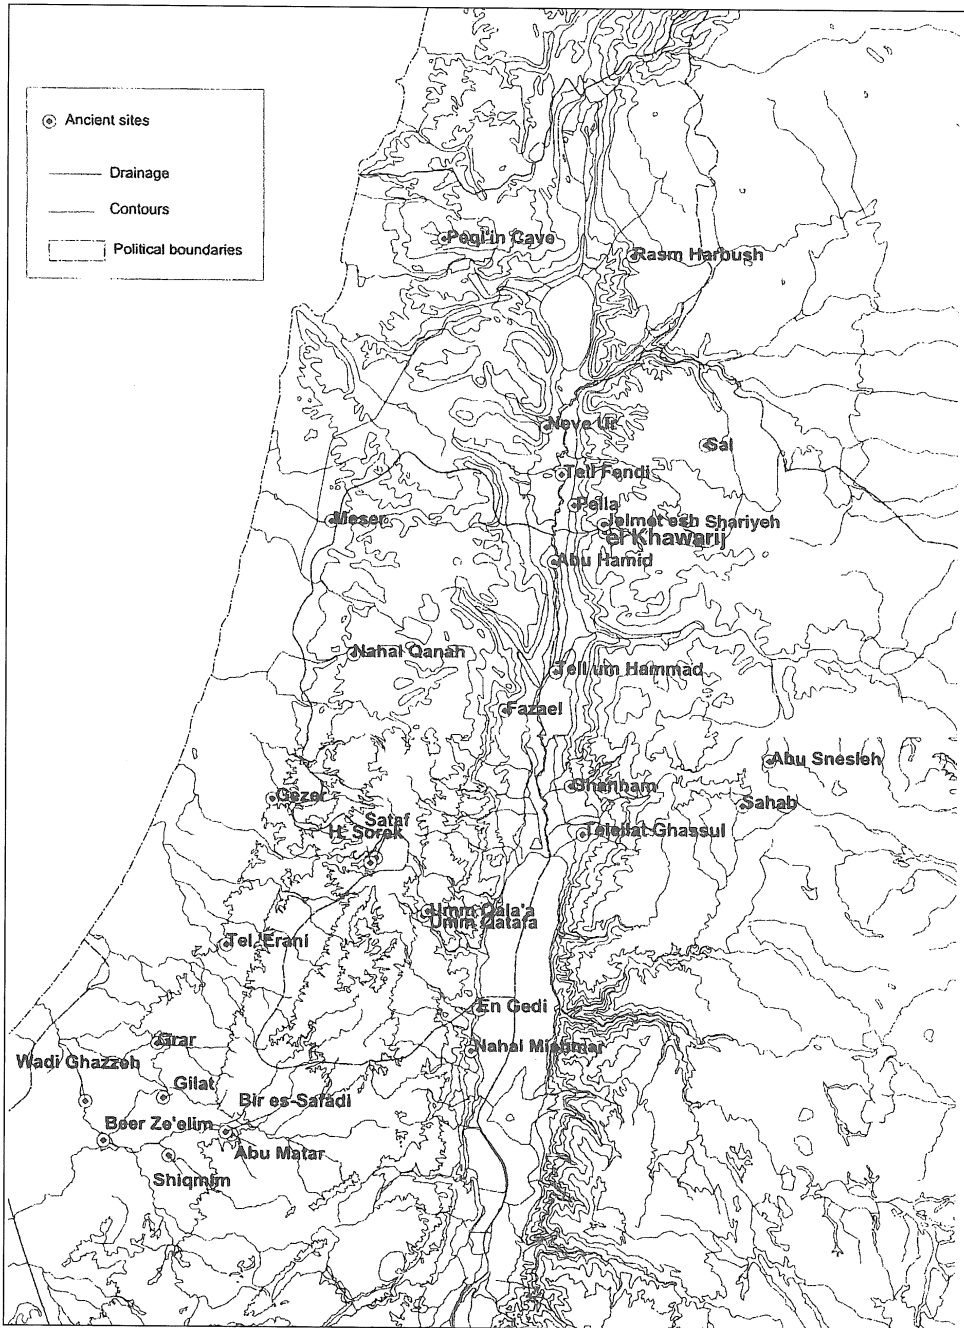 Ancient sites
Drainage
Contours
Political boundaries
Peqi'in Cave
Rasm Harbush
Neve Ur
Sal
Tell Fendi
Pella
Meser
Jelmet esh Shariyeh
el Khawarij
Abu Hamid
Nahal Qanah
Tell um Hammad
Fazael
Abu Snesleh
Gezer
Shanham
Sahab
Sataf
H. Sorek
Teleilat Ghassul
Umm Qala'a
Umm Qatafa
Tel 'Erani
En Gedi
Grar
Nahal Mishmar
Wadi Ghazzeh
Gilat
Bir es-Safadi
Beer Ze'elim
Abu Matar
Shiqmim